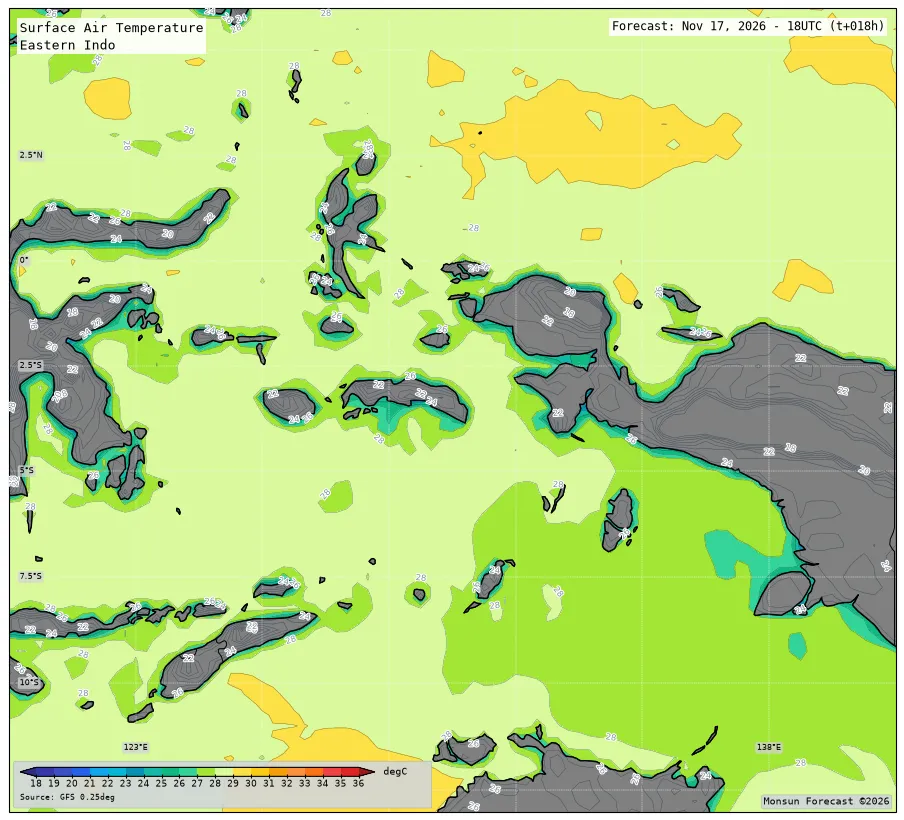 Surface Air Temperature
Eastern Indo
Forecast: Nov 17, 2026 - 18UTC (t+018h)
2.5°N
0°
2.5°S
5°S
7.5°S
10°S
123°E
138°E
degC
18 19 20 21 22 23 24 25 26 27 28 29 30 31 32 33 34 35 36
Source: GFS 0.25deg
Monsun Forecast ©2026